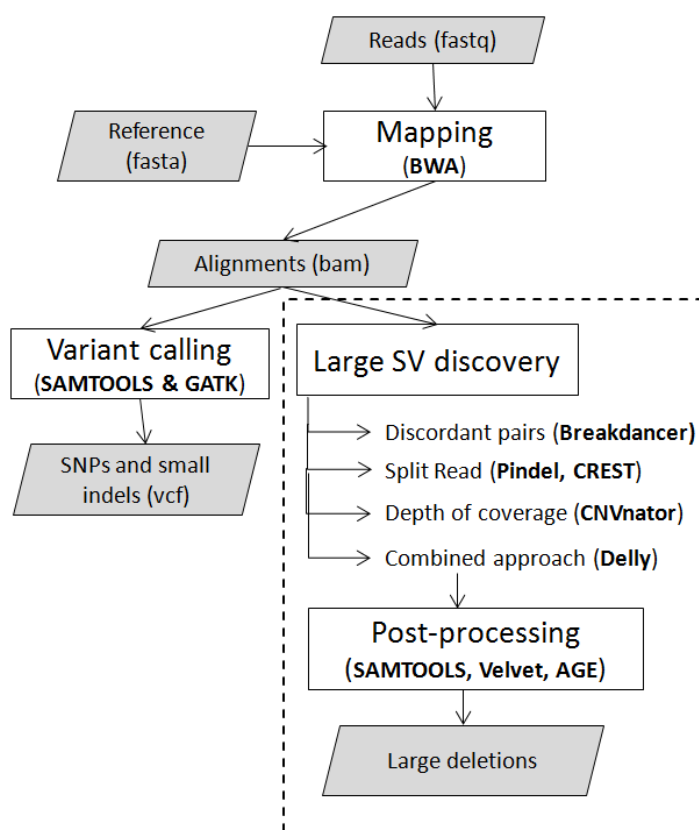 Reads (fastq)
Reference
(fasta)
Mapping
(BWA)
Alignments (bam)
Variant calling
(SAMTOOLS & GATK)
SNPs and small
indels (vcf)
Large SV discovery
Discordant pairs (Breakdancer)
Split Read (Pindel, CREST)
Depth of coverage (CNVnator)
Combined approach (Delly)
Post-processing
(SAMTOOLS, Velvet, AGE)
Large deletions